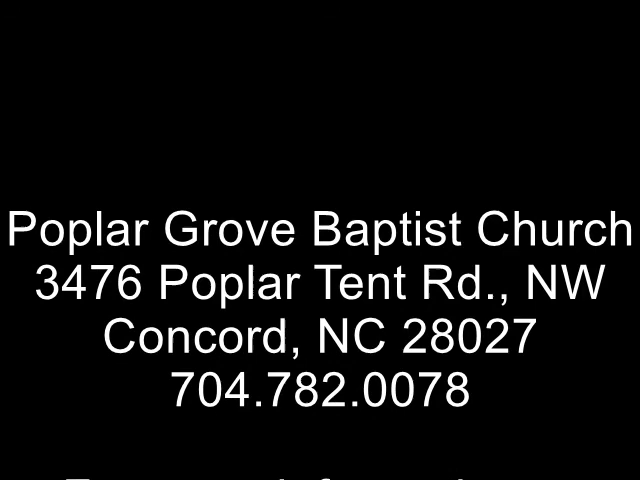 Poplar Grove Baptist Church
3476 Poplar Tent Rd., NW
Concord, NC 28027
704.782.0078